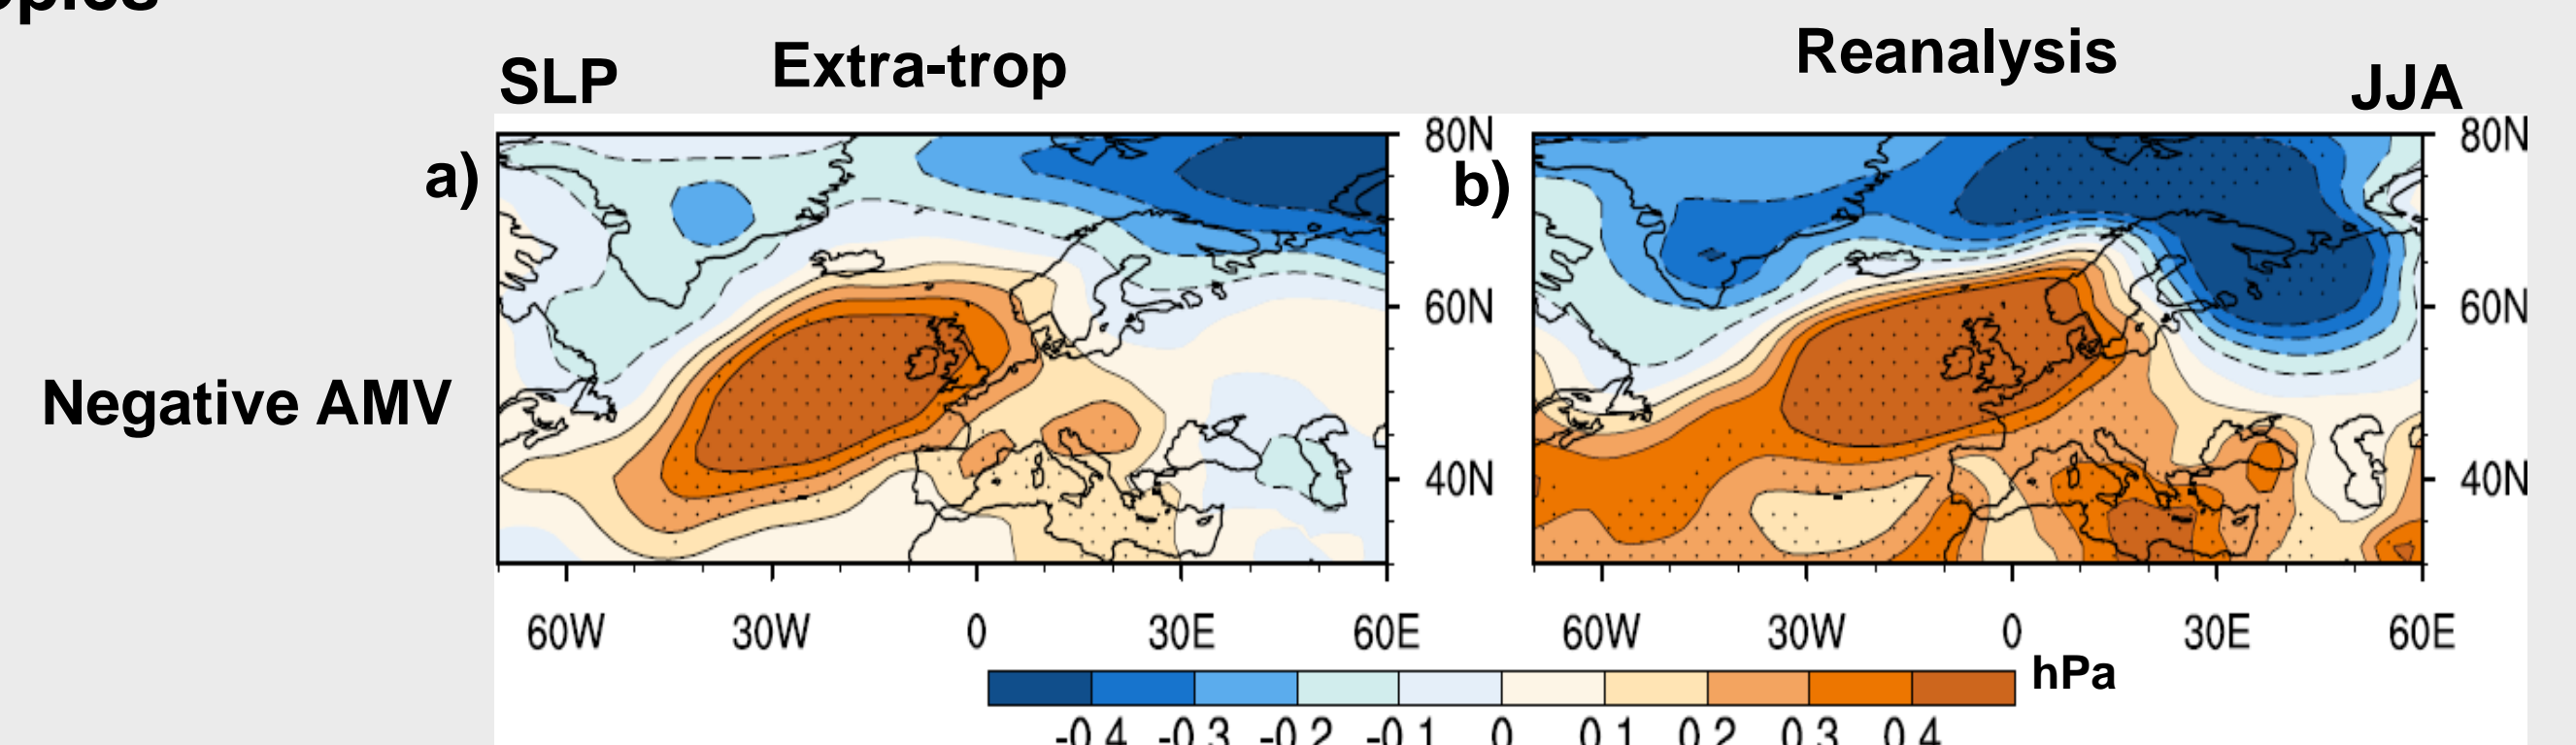 SLP Extra-trop Reanalysis JJA
a) 80N b) 80N
60N 60N
Negative AMV
40N 40N
60W 30W 0 30E 60E 60W 30W 0 30E 60E
hPa
-0.4 -0.3 -0.2 -0.1 0 0.1 0.2 0.3 0.4